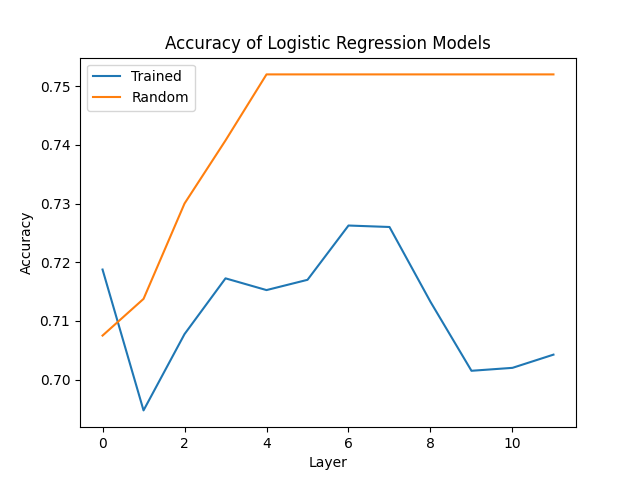 Accuracy of Logistic Regression Models
Trained
Random
0.75
0.74
0.73
0.72
0.71
0.70
Accuracy
0 2 4 6 8 10
Layer